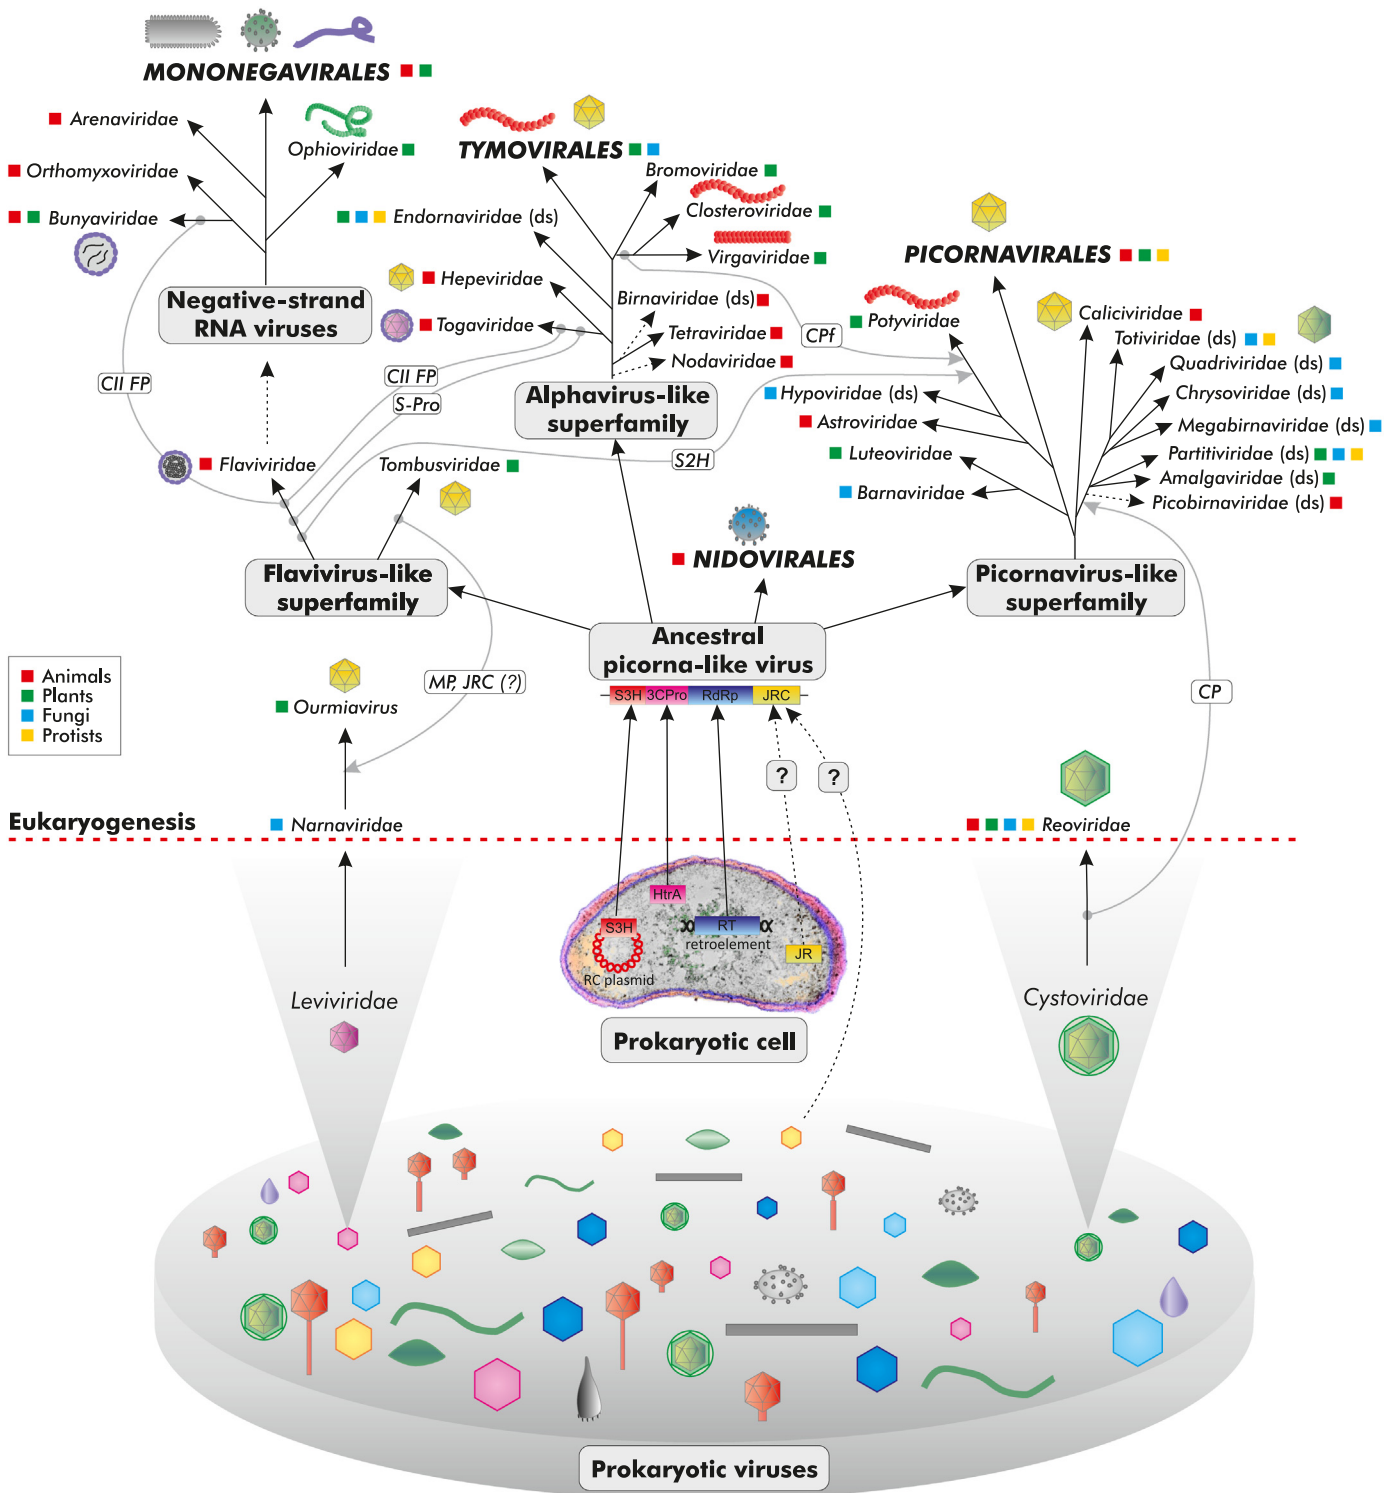 MONONEGAVIRALES
Arenaviridae
Ophioviridae
Orthomyxoviridae
Bunyaviridae
Negative-strand
RNA viruses
CII FP
Flaviviridae
Tombusviridae
Flavivirus-like
superfamily
TYMOVIRALES
Bromoviridae
Closteroviridae
Endornaviridae (ds)
Virgaviridae
Hepeviridae
Birnaviridae (ds)
Togaviridae
Tetraviridae
Nodaviridae
CII FP
S-Pro
CPf
Alphavirus-like
superfamily
S2H
PICORNAVIRALES
Potyviridae
Caliciviridae
Totiviridae (ds)
Quadriviridae (ds)
Hypoviridae (ds)
Chrysoviridae (ds)
Astroviridae
Megabirnaviridae (ds)
Luteoviridae
Partitiviridae (ds)
Amalgaviridae (ds)
Barnaviridae
Picobirnaviridae (ds)
NIDOVIRALES
Picornavirus-like
superfamily
Ancestral
picorna-like virus
S3H 3CPro RdRp JRC
Animals
Plants
Fungi
Protists
MP, JRC (?)
CP
Ourmiavirus
? ?
Eukaryogenesis
Narnaviridae
Reoviridae
HtrA
S3H
RT
retroelement
JR
RC plasmid
Leviviridae
Cystoviridae
Prokaryotic cell
Prokaryotic viruses